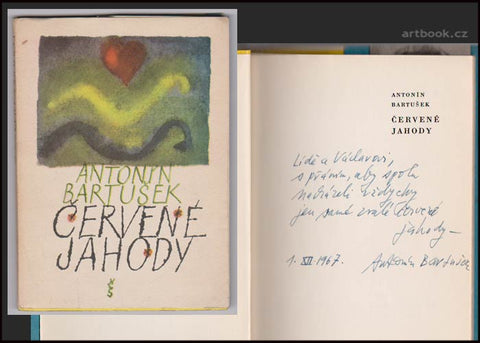 artbook.cz
ANTONÍN
BARTUŠEK
ČERVENÉ
JAHODY
ANTONÍN
BARTUŠEK
ČERVENÉ
JAHODY
Lídě a Václavovi,
s přáním, aby spolu
nacházeli vždycky
jen samé zralé červené
jahody —
1. XII. 1967. Antonín Bartušek